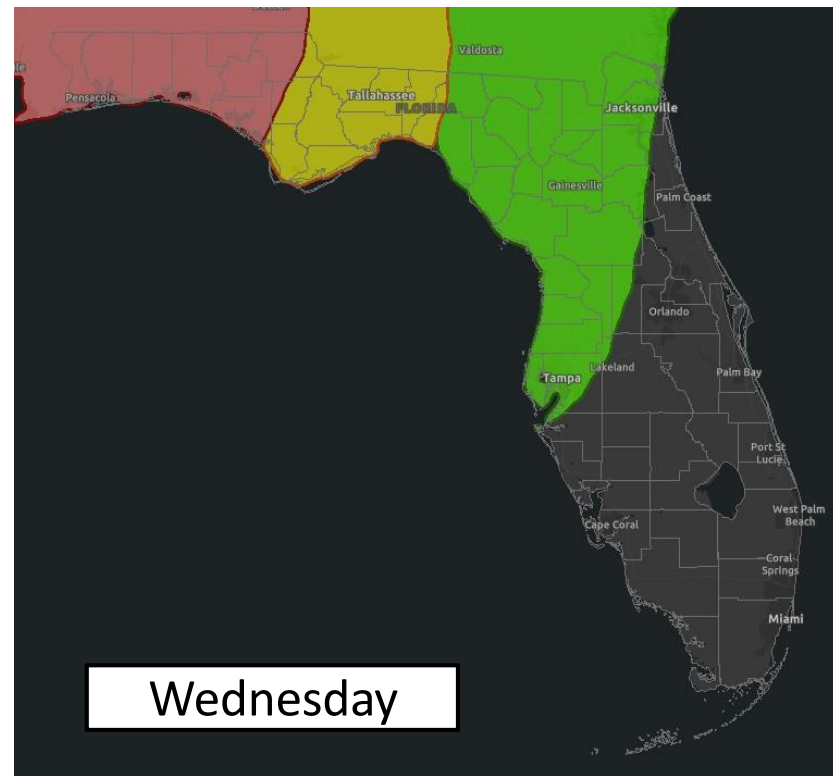 Valdosta
Pensacola
Tallahassee
FLORIDA
Jacksonville
Gainesville
Palm Coast
Orlando
Lakeland
Palm Bay
Tampa
Port St
Lucie
West Palm
Beach
Cape Coral
Coral
Springs
Miami
Wednesday